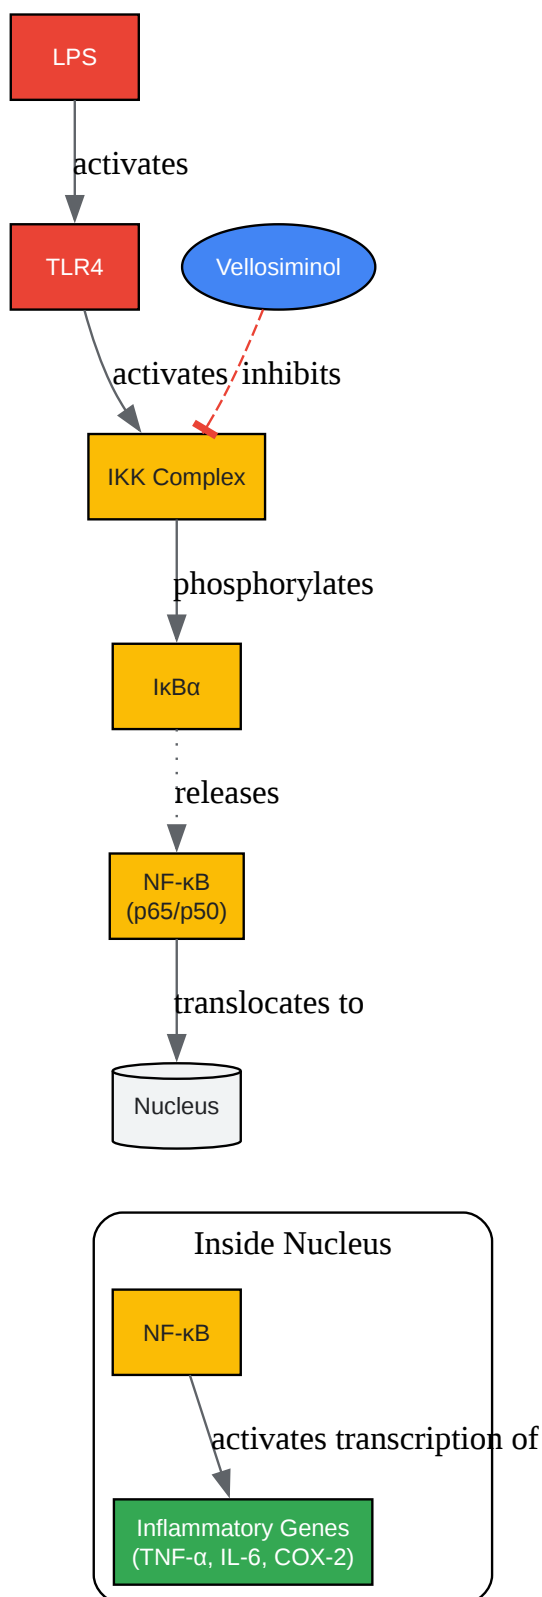 LPS
activates
TLR4
Vellosiminol
activates
inhibits
IKK Complex
phosphorylates
IκBα
releases
NF-κB
(p65/p50)
translocates to
Nucleus
Inside Nucleus
NF-κB
activates transcription of
Inflammatory Genes
(TNF-α, IL-6, COX-2)